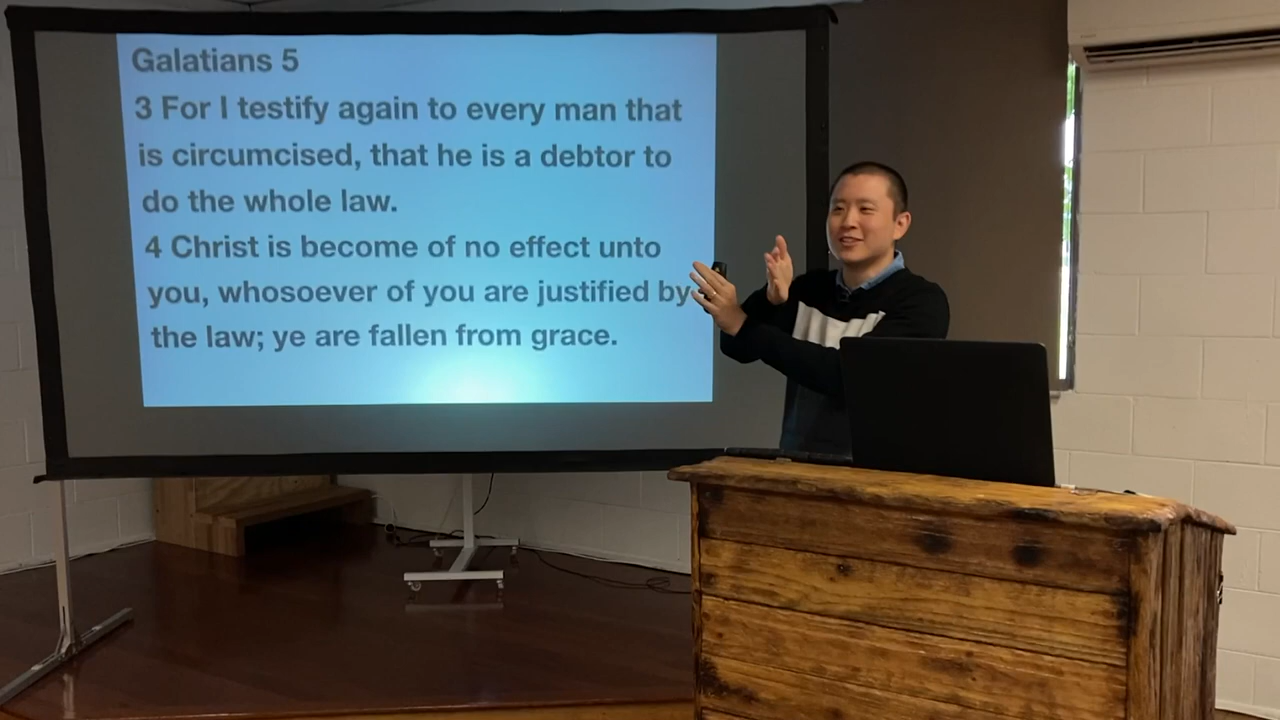 Galatians 5
3 For I testify again to every man that
is circumcised, that he is a debtor to
do the whole law.
4 Christ is become of no effect unto
you, whosoever of you are justified by
the law; ye are fallen from grace.